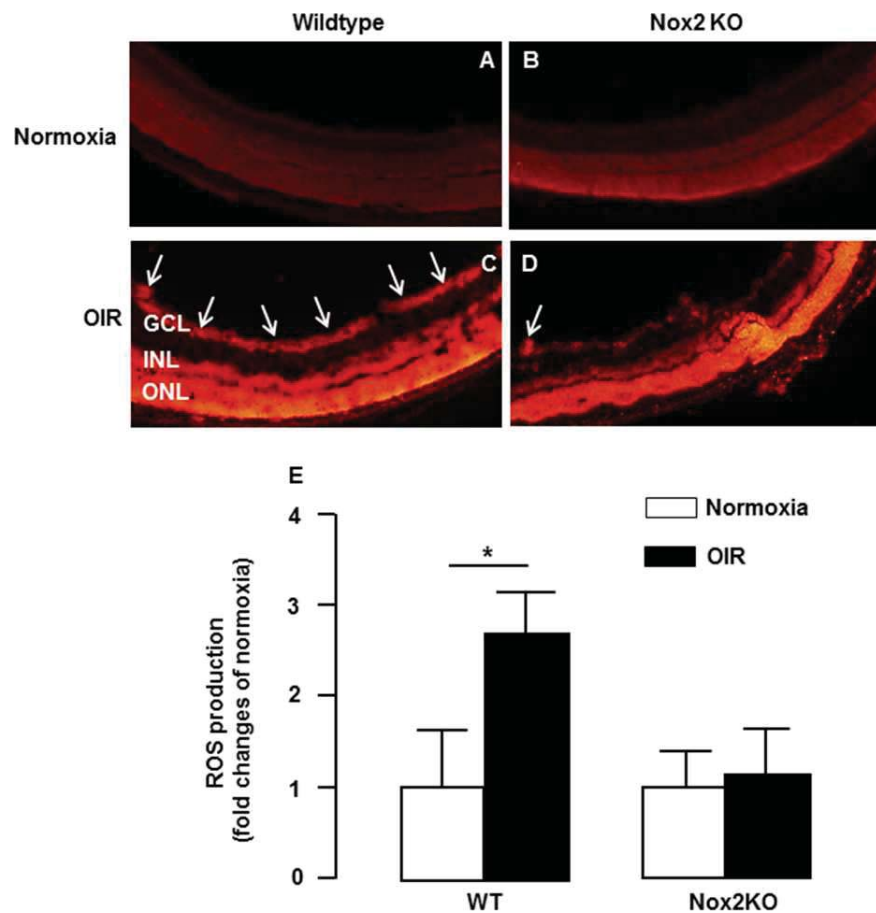 Wildtype
Nox2 KO
Normoxia
A
B
OIR
C
D
GCL
INL
ONL
E
Normoxia
OIR
*
ROS production
(fold changes of normoxia)
4
3
2
1
0
WT
Nox2KO